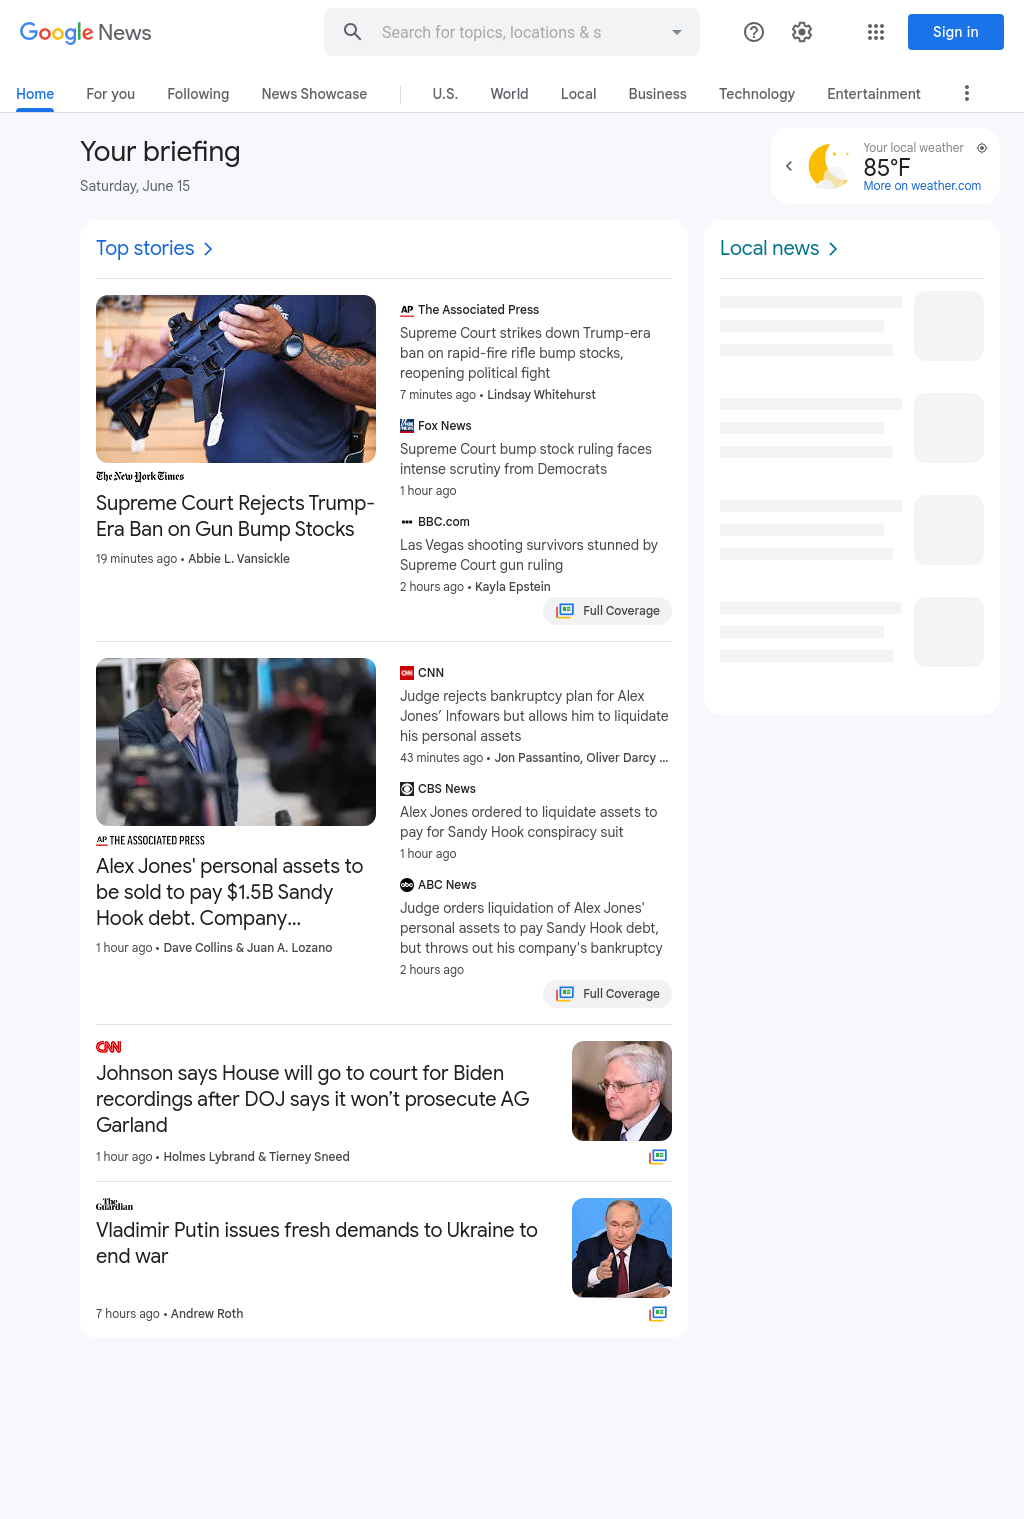 Google News
Search for topics, locations & s
Sign in
Home
For you
Following
News Showcase
U.S.
World
Local
Business
Technology
Entertainment
Your briefing
Saturday, June 15
Your local weather
85°F
More on weather.com
Top stories
The New York Times
Supreme Court Rejects Trump-
Era Ban on Gun Bump Stocks
19 minutes ago • Abbie L. Vansickle
AP The Associated Press
Supreme Court strikes down Trump-era
ban on rapid-fire rifle bump stocks,
reopening political fight
7 minutes ago • Lindsay Whitehurst
FOX NEWS Fox News
Supreme Court bump stock ruling faces
intense scrutiny from Democrats
1 hour ago
BBC.com
Las Vegas shooting survivors stunned by
Supreme Court gun ruling
2 hours ago • Kayla Epstein
Full Coverage
AP THE ASSOCIATED PRESS
Alex Jones' personal assets to
be sold to pay $1.5B Sandy
Hook debt. Company...
1 hour ago • Dave Collins & Juan A. Lozano
CNN CNN
Judge rejects bankruptcy plan for Alex
Jones’ Infowars but allows him to liquidate
his personal assets
43 minutes ago • Jon Passantino, Oliver Darcy ...
CBS News
Alex Jones ordered to liquidate assets to
pay for Sandy Hook conspiracy suit
1 hour ago
abc ABC News
Judge orders liquidation of Alex Jones'
personal assets to pay Sandy Hook debt,
but throws out his company's bankruptcy
2 hours ago
Full Coverage
CNN
Johnson says House will go to court for Biden
recordings after DOJ says it won’t prosecute AG
Garland
1 hour ago • Holmes Lybrand & Tierney Sneed
The
Guardian
Vladimir Putin issues fresh demands to Ukraine to
end war
7 hours ago • Andrew Roth
Local news